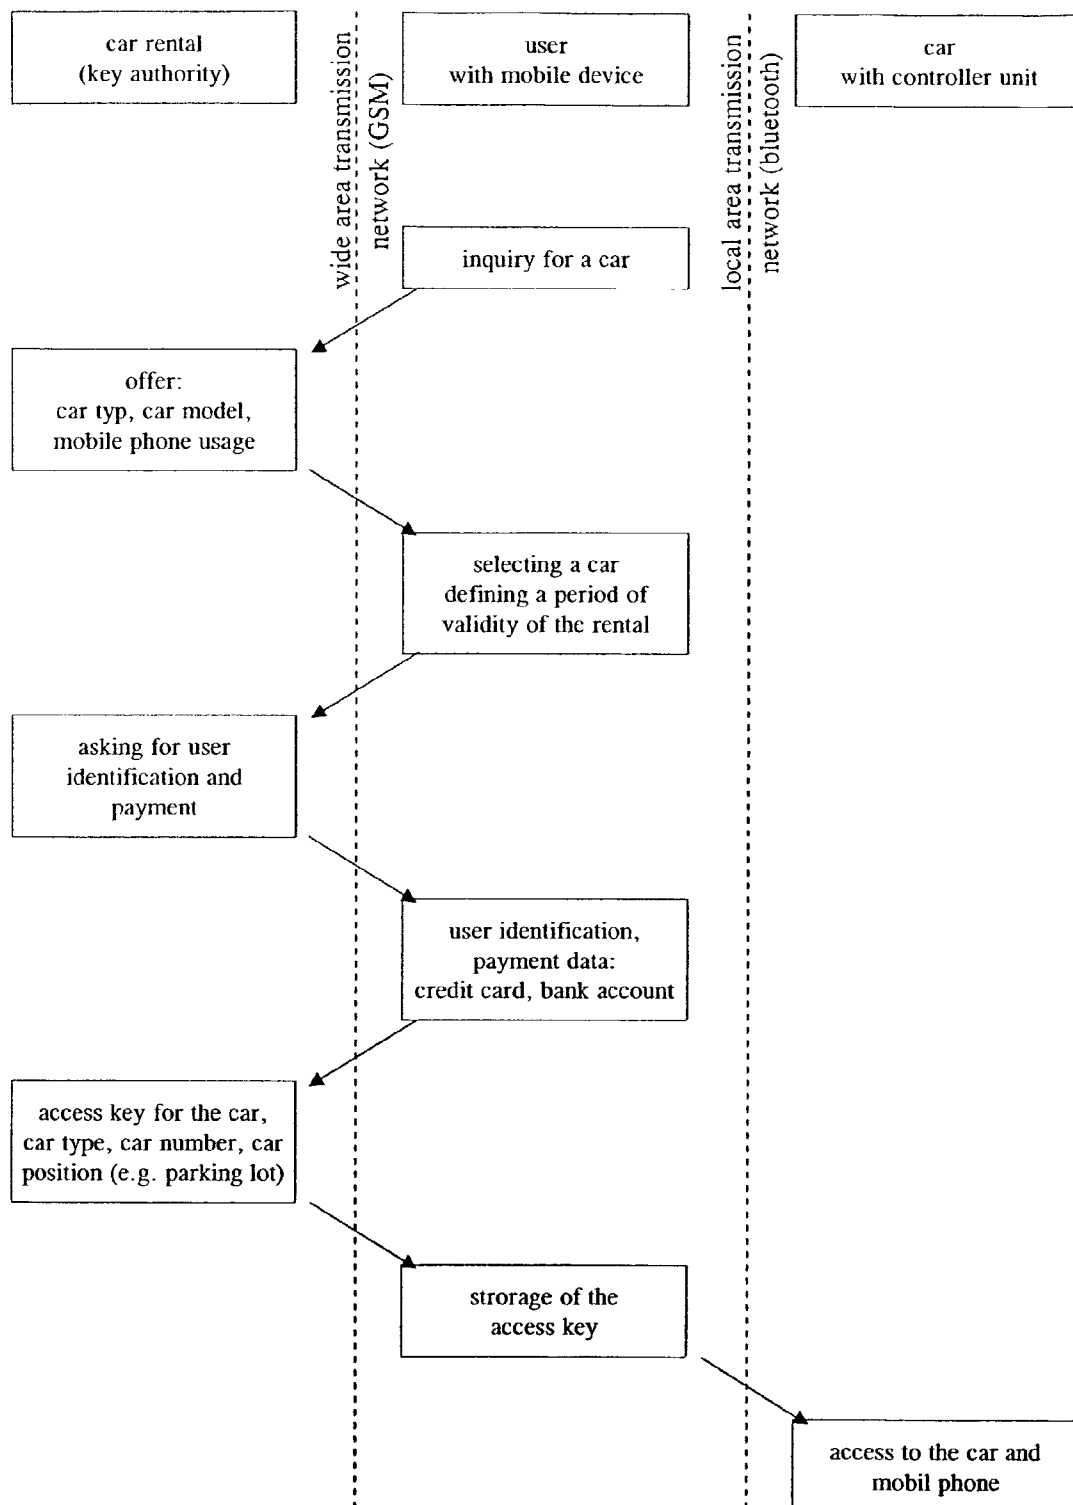 car rental
(key authority)
wide area transmission
network (GSM)
user
with mobile device
local area transmission
network (bluetooth)
car
with controller unit
inquiry for a car
offer:
car typ, car model,
mobile phone usage
selecting a car
defining a period of
validity of the rental
asking for user
identification and
payment
user identification,
payment data:
credit card, bank account
access key for the car,
car type, car number, car
position (e.g. parking lot)
strorage of the
access key
access to the car and
mobil phone